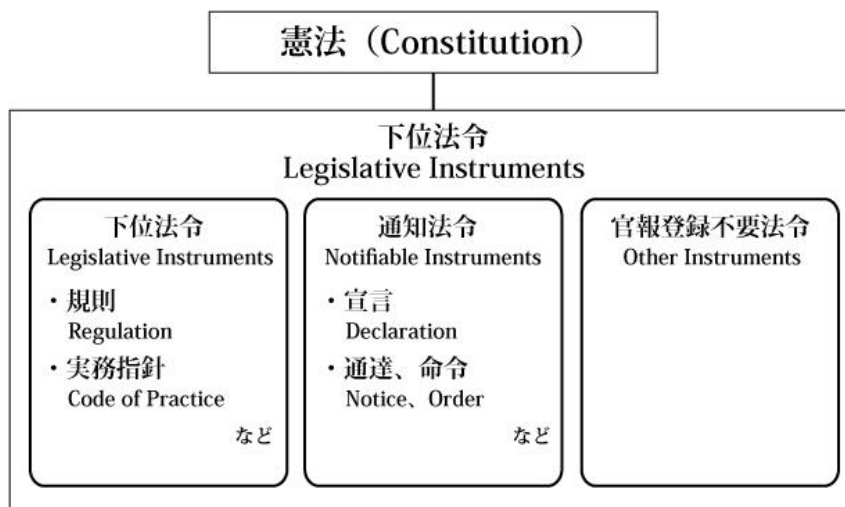 憲法（Constitution）
下位法令
Legislative Instruments
下位法令
Legislative Instruments
・規則
Regulation
・実務指針
Code of Practice
など
通知法令
Notifiable Instruments
・宣言
Declaration
・通達、命令
Notice、Order
など
官報登録不要法令
Other Instruments